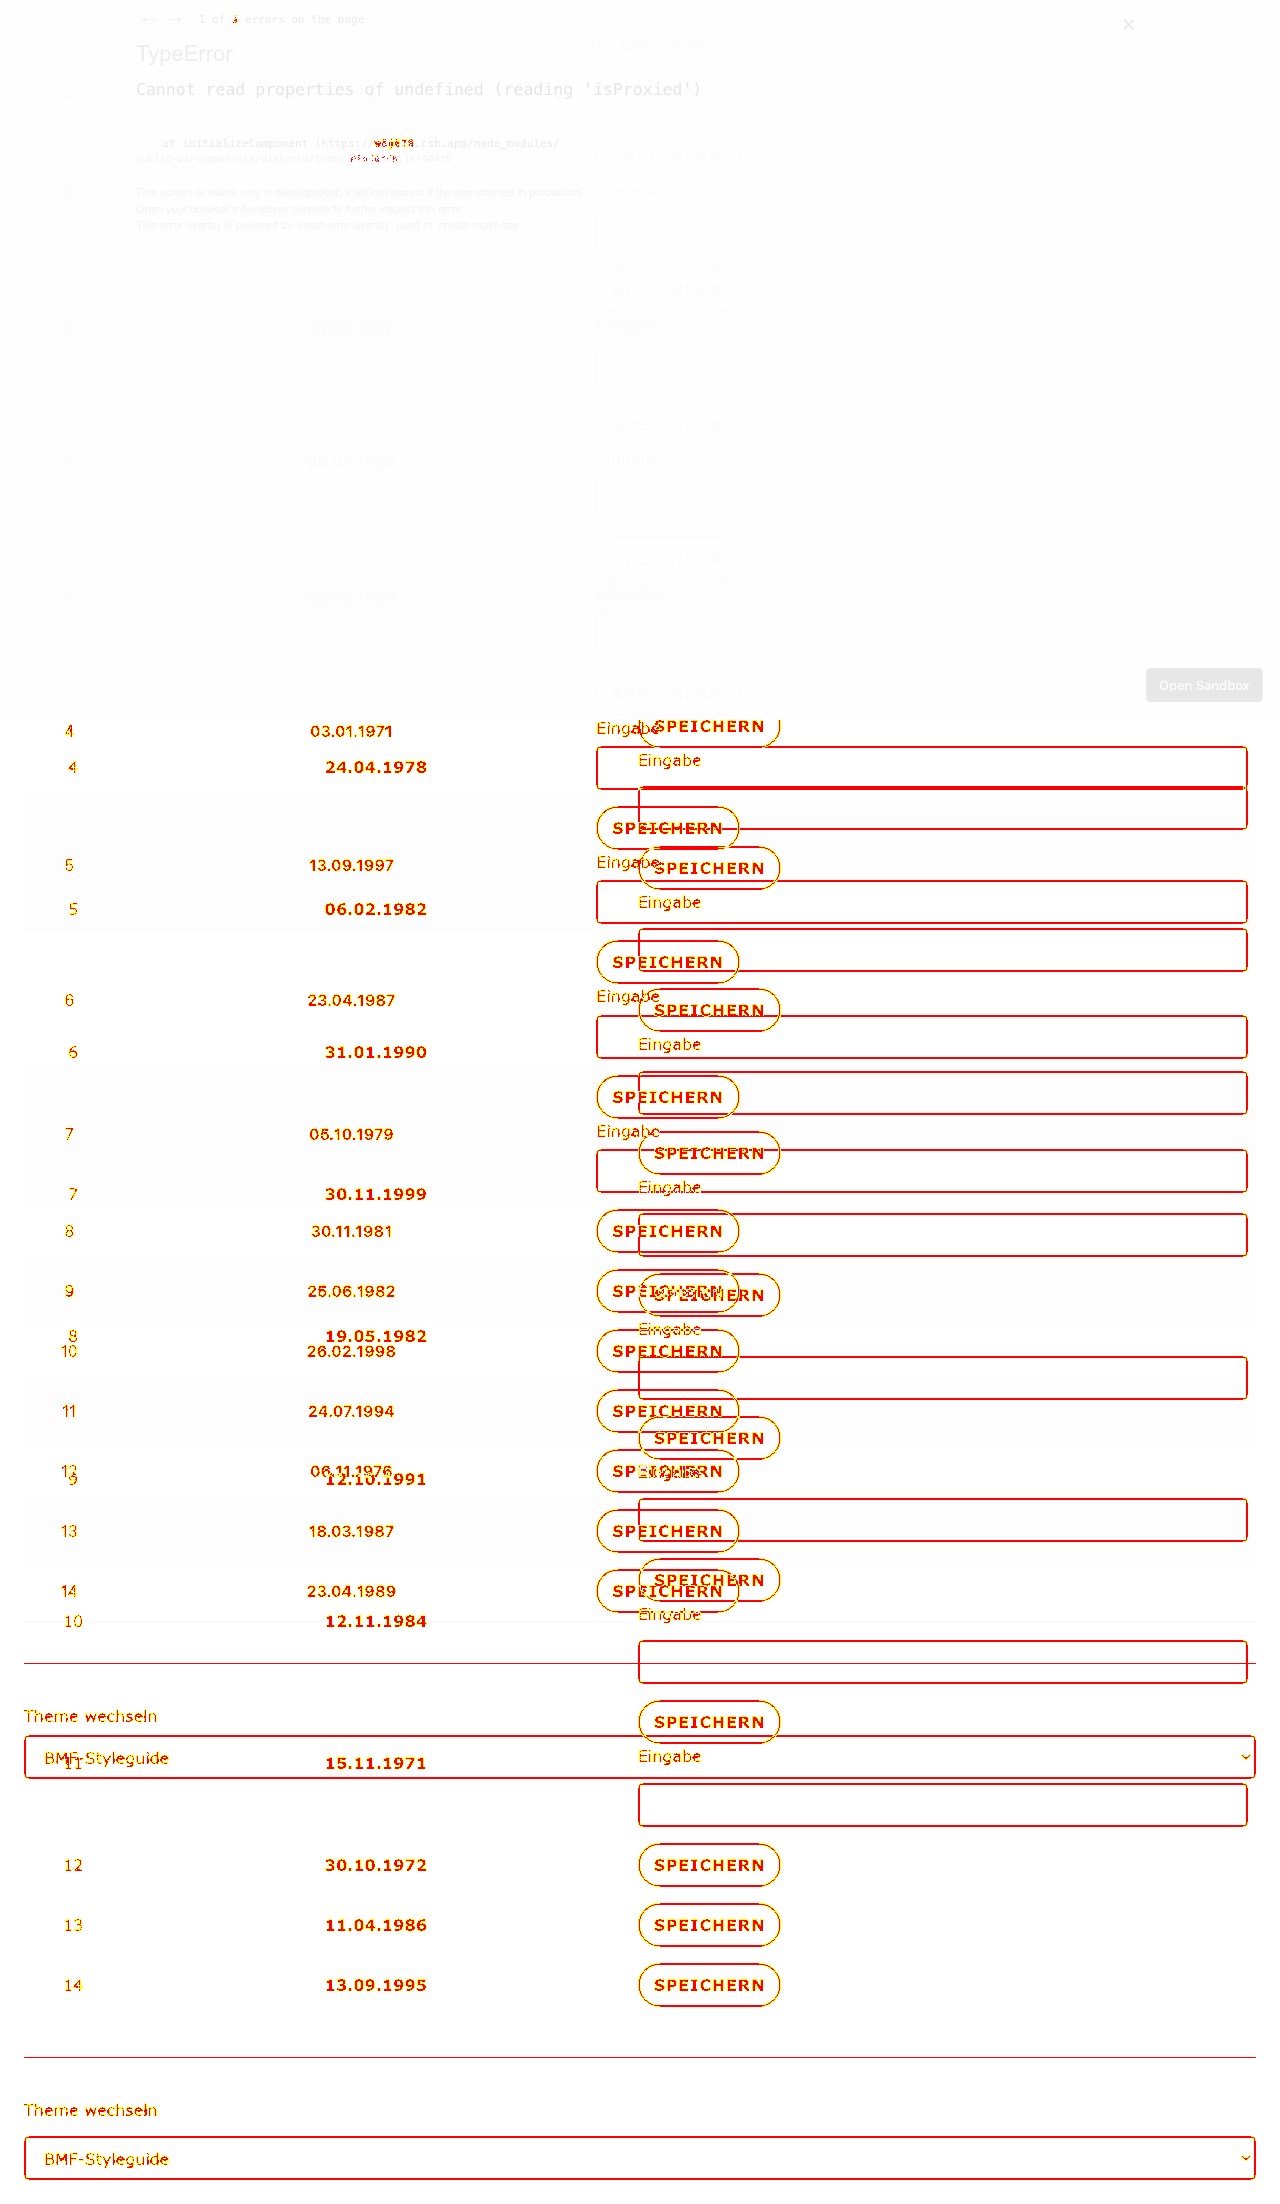 ← → 1 of errors on the page
×
TypeError
Cannot read properties of undefined (reading 'isProxied')
at initializeComponent (https:/ .csb.app/node_modules/
SPEICHERN
This screen is visible only in development. It will not appear if the app crashes in production.
Eingabe
Open your browser's developer console to further inspect this error.
This error overlay is powered by `react-error-overlay` used in `create-react-app`.
SPEICHERN
SPEICHERN
Eingabe
SPEICHERN
Open Sandbox
SPEICHERN
4 03.01.1971 Eingabe SPEICHERN
4 24.04.1978 Eingabe
SPEICHERN
5 13.09.1997 Eingabe SPEICHERN
5 06.02.1982 Eingabe
SPEICHERN
6 23.04.1987 Eingabe SPEICHERN
6 31.01.1990 Eingabe
SPEICHERN
7 05.10.1979 Eingabe SPEICHERN
7 30.11.1999 Eingabe
8 30.11.1981 SPEICHERN
9 25.06.1982 SPEICHERN SPEICHERN
8 19.05.1982 Eingabe
10 26.02.1998 SPEICHERN
11 24.07.1994 SPEICHERN
SPEICHERN
12 06.11.1976 SPEICHERN
9 12.10.1991 Eingabe
13 18.03.1987 SPEICHERN
SPEICHERN
14 23.04.1989 SPEICHERN
10 12.11.1984 Eingabe
Theme wechseln SPEICHERN
BMF-Styleguide Eingabe
11 15.11.1971
12 30.10.1972 SPEICHERN
13 11.04.1986 SPEICHERN
14 13.09.1995 SPEICHERN
Theme wechseln
BMF-Styleguide